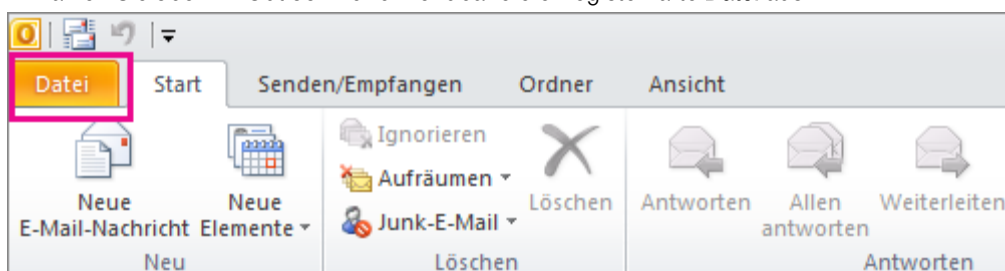 Datei Start Senden/Empfangen Ordner Ansicht
Ignorieren
Aufräumen
Junk-E-Mail
Neue E-Mail-Nachricht
Neue Elemente
Löschen
Antworten
Allen antworten
Weiterleiten
Neu Löschen Antworten